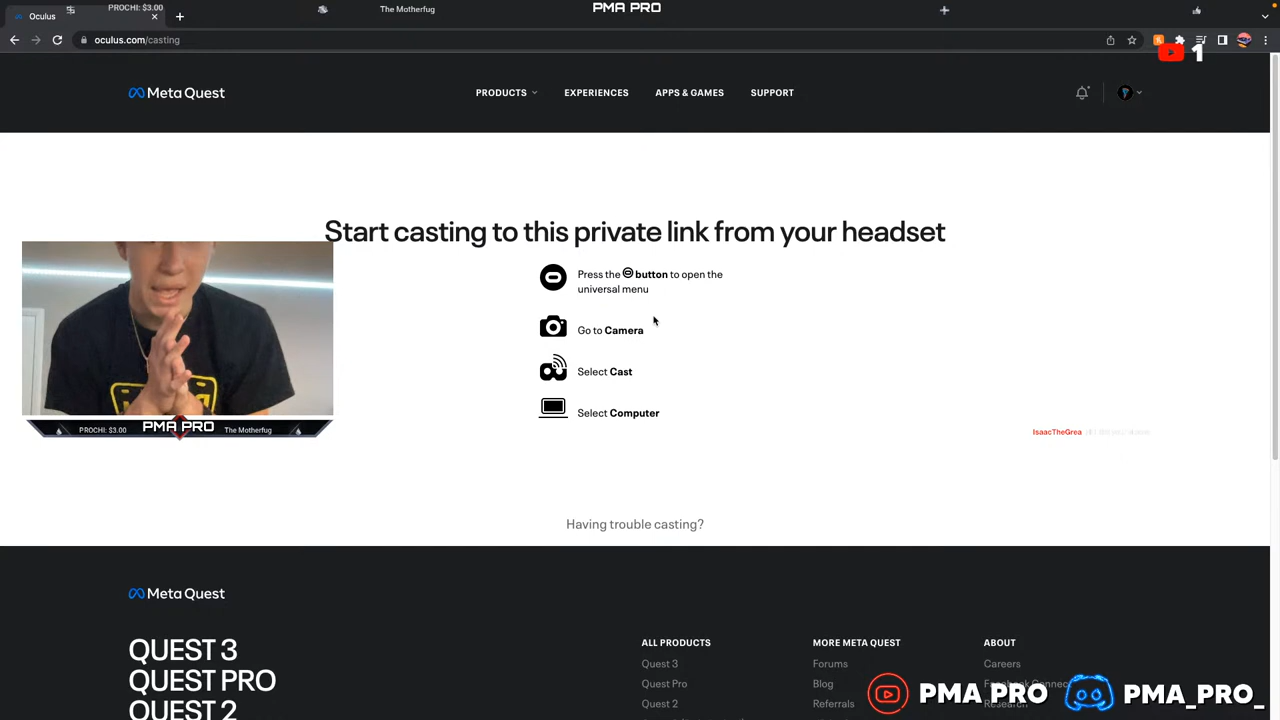 PROCHI: $3.00
The Motherfug
PMA PRO
Oculus
oculus.com/casting
1
Meta Quest
PRODUCTS
EXPERIENCES
APPS & GAMES
SUPPORT
Start casting to this private link from your headset
Press the button to open the
universal menu
Go to Camera
Select Cast
Select Computer
PROCHI: $3.00
PMA PRO
The Motherfug
IsaacTheGrea
Having trouble casting?
Meta Quest
QUEST 3
QUEST PRO
QUEST 2
ALL PRODUCTS
Quest 3
Quest Pro
Quest 2
MORE META QUEST
Forums
Blog
Referrals
ABOUT
Careers
PMA PRO
PMA_PRO_